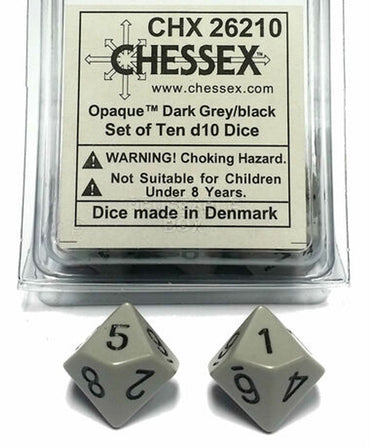 CHX 26210
CHESSEX™
www.chessex.com
Opaque™ Dark Grey/black
Set of Ten d10 Dice
WARNING! Choking Hazard.
Not Suitable for Children
Under 8 Years.
Dice made in Denmark
5 1
8 2 6 4